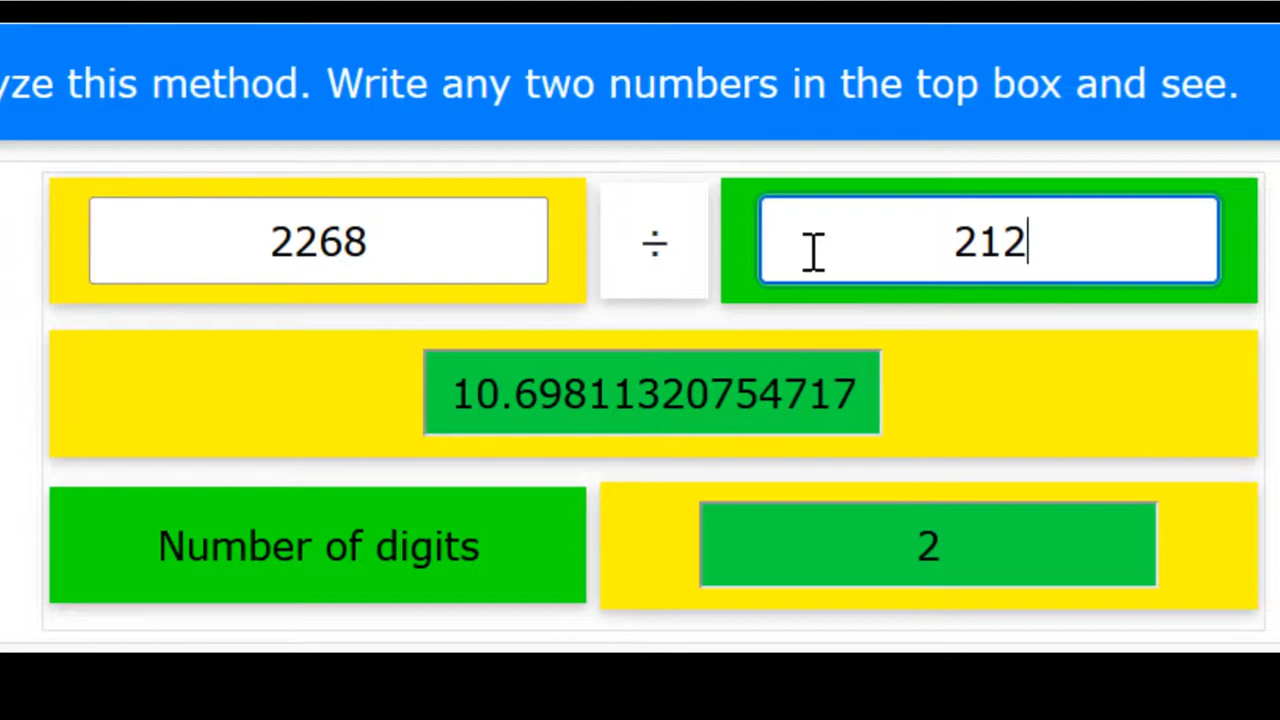 yze this method. Write any two numbers in the top box and see.
2268 ÷ 212
10.69811320754717
Number of digits 2